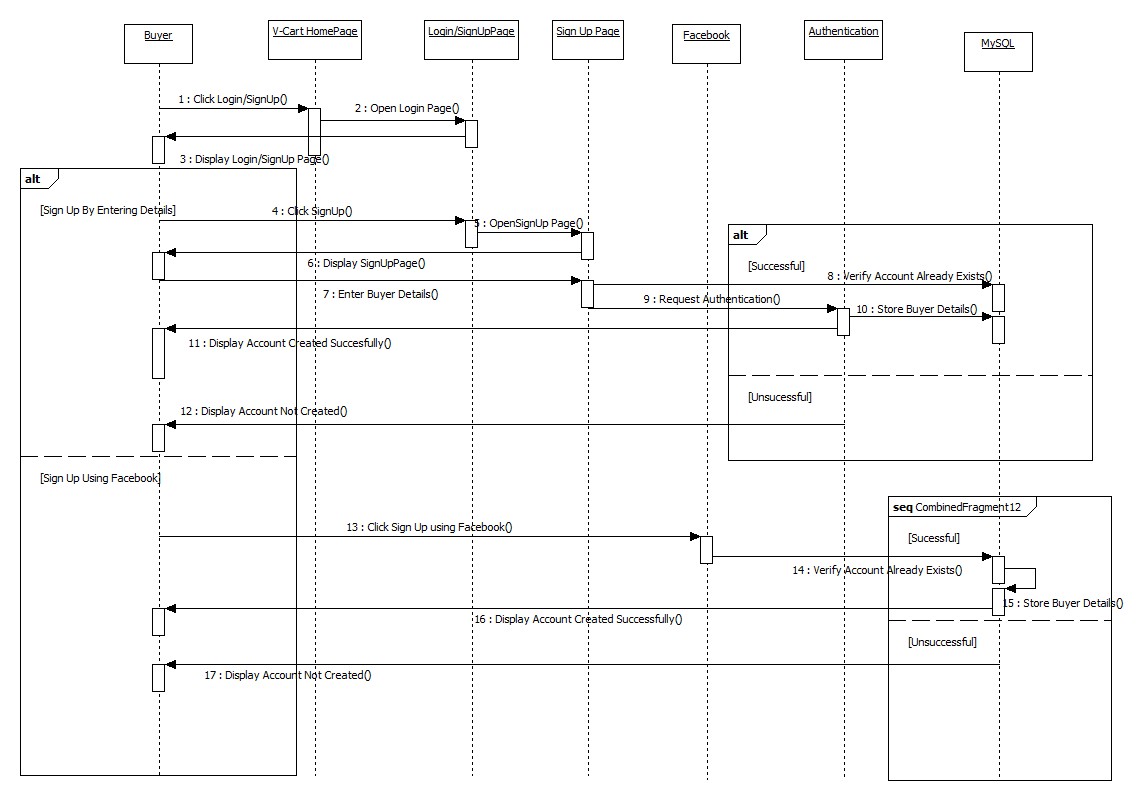 Buyer
V-Cart HomePage
Login/SignUpPage
Sign Up Page
Facebook
Authentication
MySQL
1 : Click Login/SignUp()
2 : Open Login Page()
3 : Display Login/SignUp Page()
alt
[Sign Up By Entering Details]
4 : Click SignUp()
5 : OpenSignUp Page()
alt
[Successful]
6 : Display SignUpPage()
8 : Verify Account Already Exists()
7 : Enter Buyer Details()
9 : Request Authentication()
10 : Store Buyer Details()
11 : Display Account Created Succesfully()
[Unsucessful]
12 : Display Account Not Created()
[Sign Up Using Facebook]
seq CombinedFragment12
13 : Click Sign Up using Facebook()
[Sucessful]
14 : Verify Account Already Exists()
15 : Store Buyer Details()
16 : Display Account Created Successfully()
[Unsuccessful]
17 : Display Account Not Created()